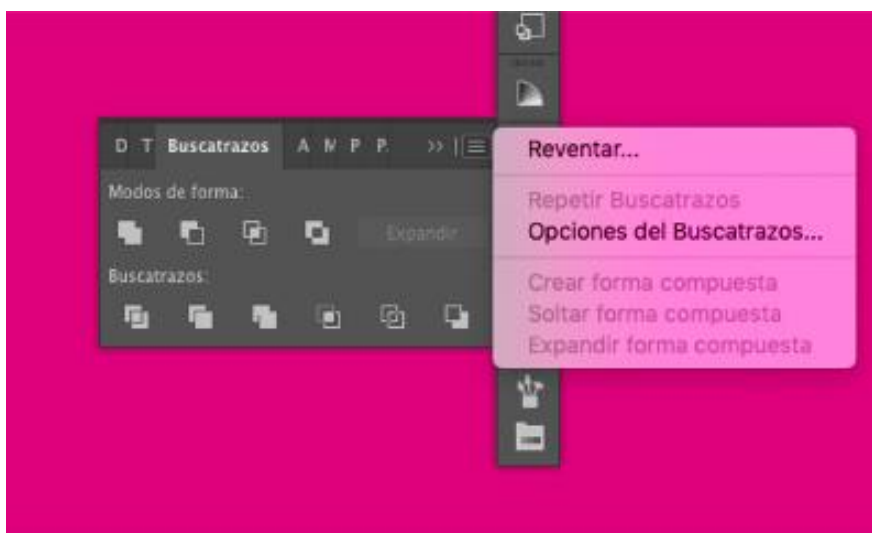 D T Buscatrazos A M P P. >>
Modos de forma:
Expandir
Buscatrazos:
Reventar...
Repetir Buscatrazos
Opciones del Buscatrazos...
Crear forma compuesta
Soltar forma compuesta
Expandir forma compuesta